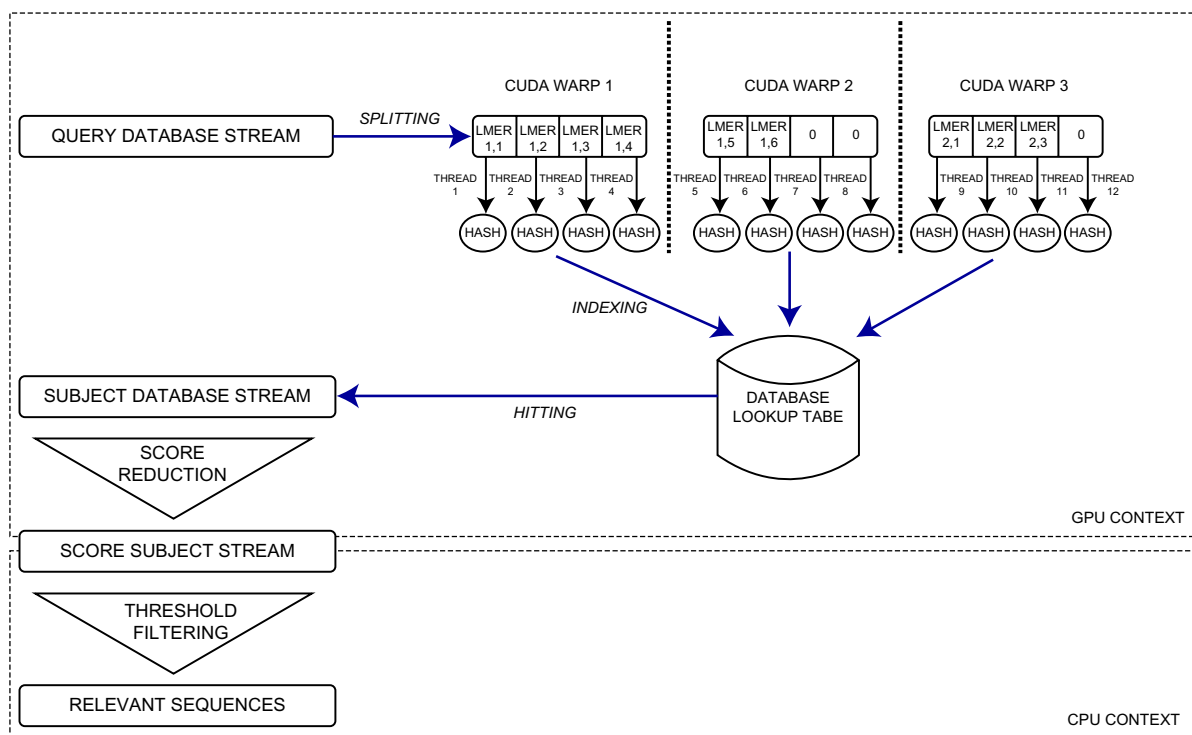 CUDA WARP 1
CUDA WARP 2
CUDA WARP 3
QUERY DATABASE STREAM
SPLITTING
LMER
1,1
LMER
1,2
LMER
1,3
LMER
1,4
LMER
1,5
LMER
1,6
0
0
LMER
2,1
LMER
2,2
LMER
2,3
0
THREAD
1
THREAD
2
THREAD
3
THREAD
4
THREAD
5
THREAD
6
THREAD
7
THREAD
8
THREAD
9
THREAD
10
THREAD
11
THREAD
12
HASH
HASH
HASH
HASH
HASH
HASH
HASH
HASH
HASH
HASH
HASH
HASH
INDEXING
SUBJECT DATABASE STREAM
HITTING
DATABASE
LOOKUP TABE
SCORE
REDUCTION
GPU CONTEXT
SCORE SUBJECT STREAM
THRESHOLD
FILTERING
RELEVANT SEQUENCES
CPU CONTEXT